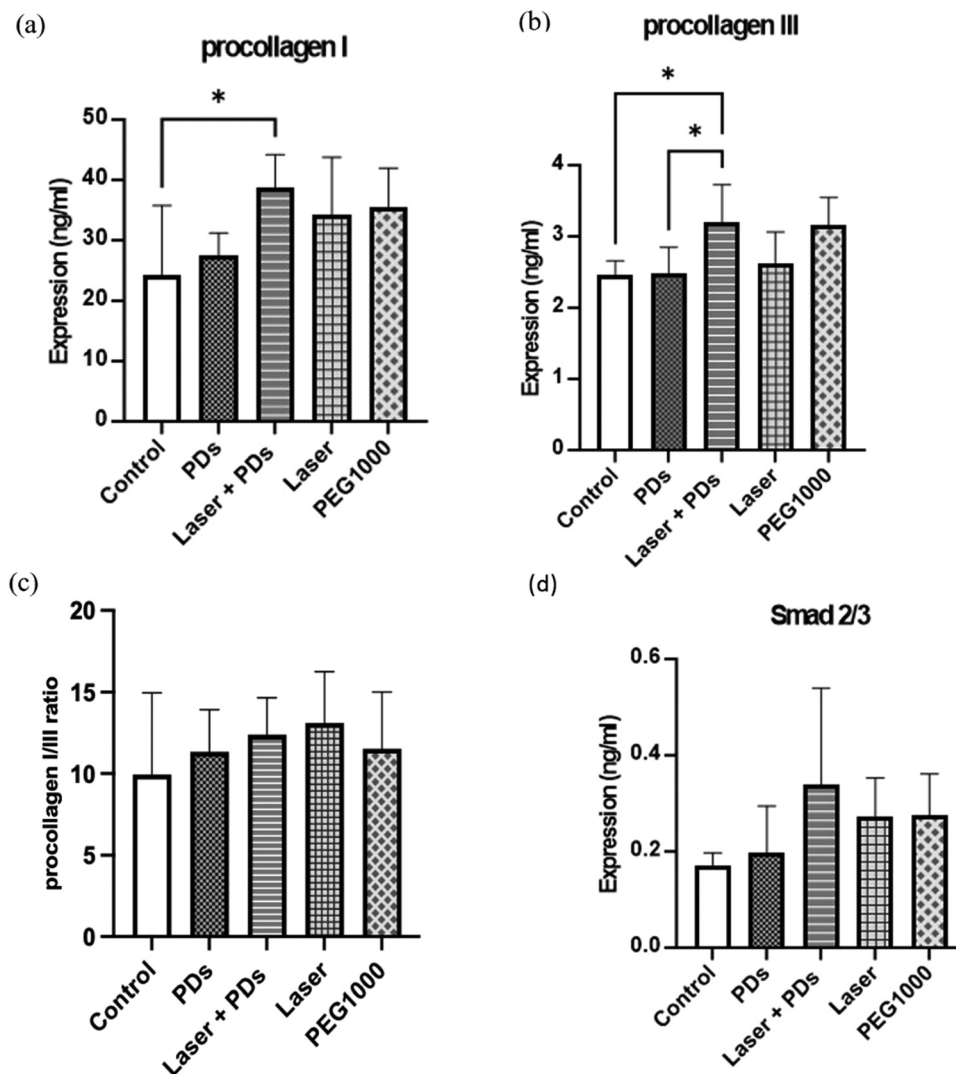 (a)
procollagen I
*
50
40
30
20
10
0
Expression (ng/ml)
Control
PDs
Laser + PDs
Laser
PEG1000
(b)
procollagen III
*
*
4
3
2
1
0
Expression (ng/ml)
Control
PDs
Laser + PDs
Laser
PEG1000
(c)
20
15
10
5
0
procollagen I/III ratio
Control
PDs
Laser + PDs
Laser
PEG1000
(d)
Smad 2/3
0.6
0.4
0.2
0.0
Expression (ng/ml)
Control
PDs
Laser + PDs
Laser
PEG1000